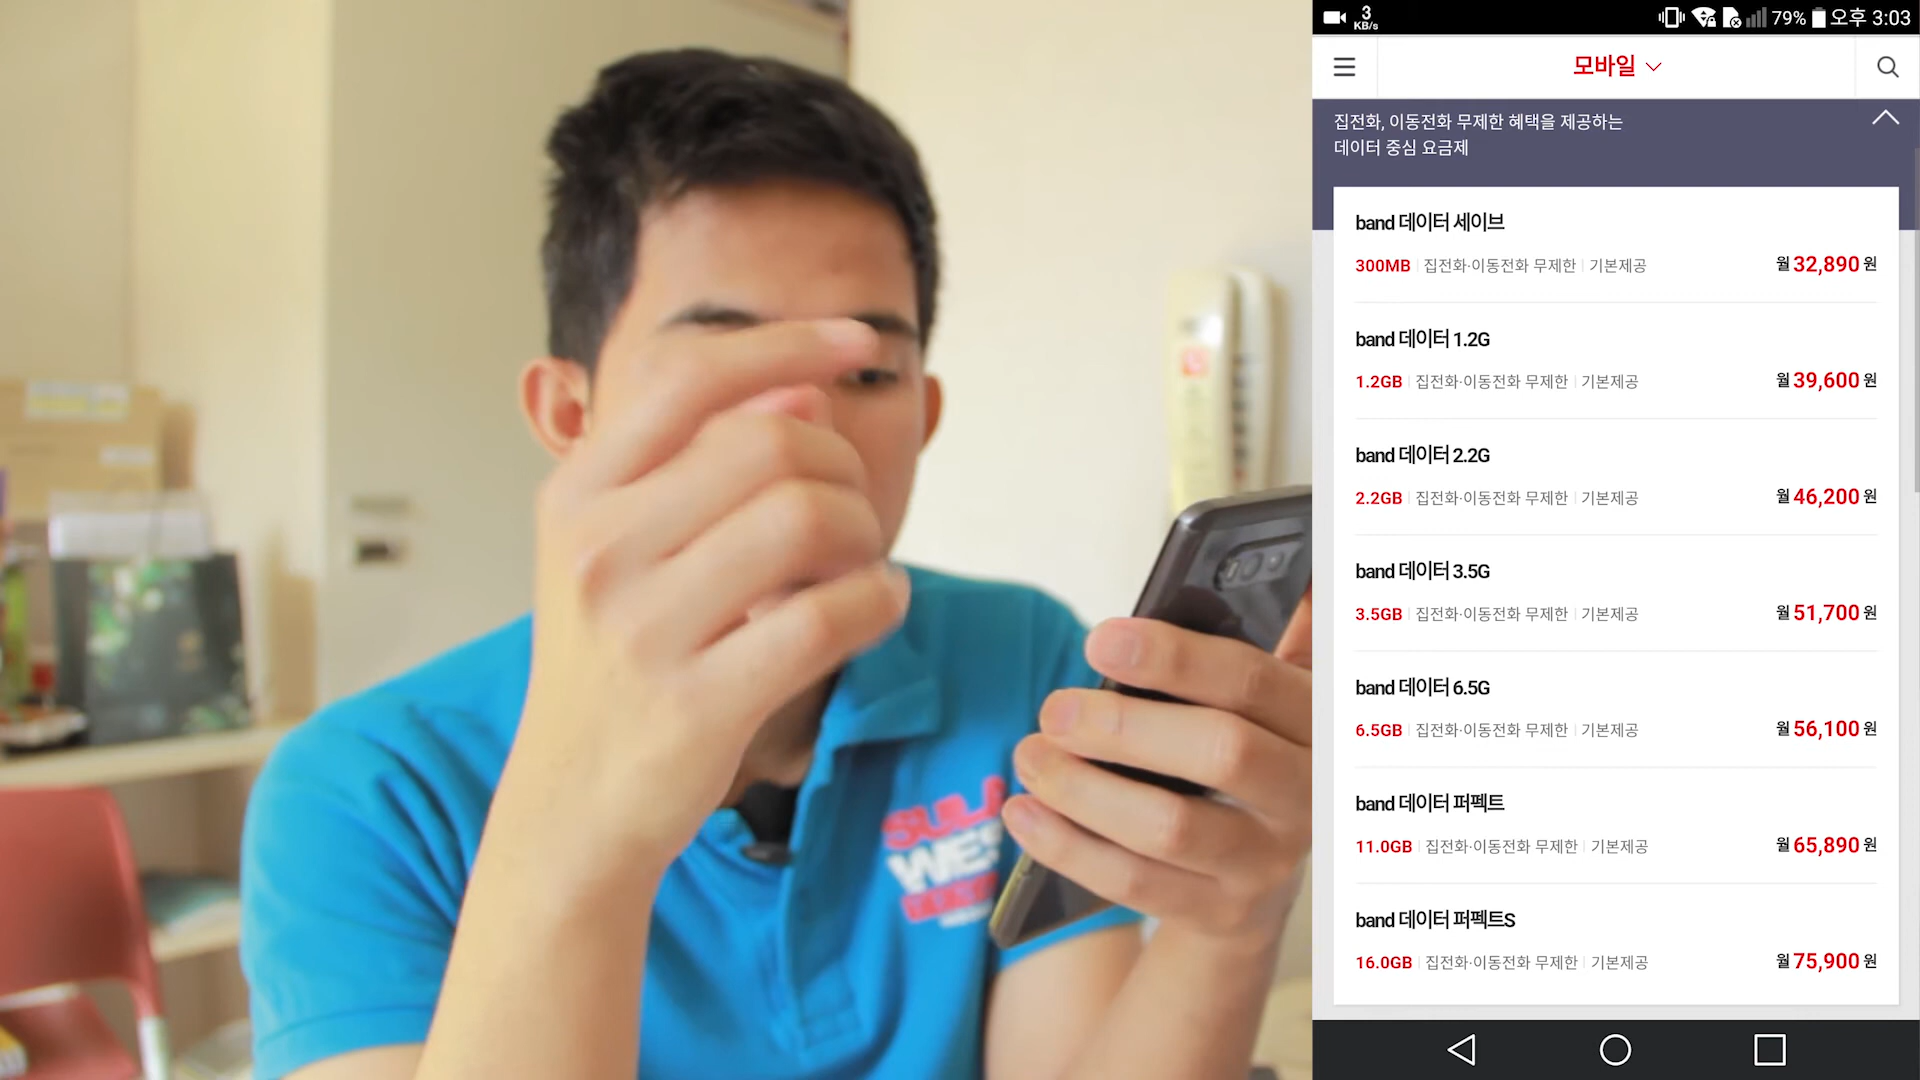 3
KB/s
79%
오후 3:03
모바일
집전화, 이동전화 무제한 혜택을 제공하는
데이터 중심 요금제
band 데이터 세이브
300MB 집전화·이동전화 무제한 기본제공 월 32,890 원
band 데이터 1.2G
1.2GB 집전화·이동전화 무제한 기본제공 월 39,600 원
band 데이터 2.2G
2.2GB 집전화·이동전화 무제한 기본제공 월 46,200 원
band 데이터 3.5G
3.5GB 집전화·이동전화 무제한 기본제공 월 51,700 원
band 데이터 6.5G
6.5GB 집전화·이동전화 무제한 기본제공 월 56,100 원
band 데이터 퍼펙트
11.0GB 집전화·이동전화 무제한 기본제공 월 65,890 원
band 데이터 퍼펙트S
16.0GB 집전화·이동전화 무제한 기본제공 월 75,900 원